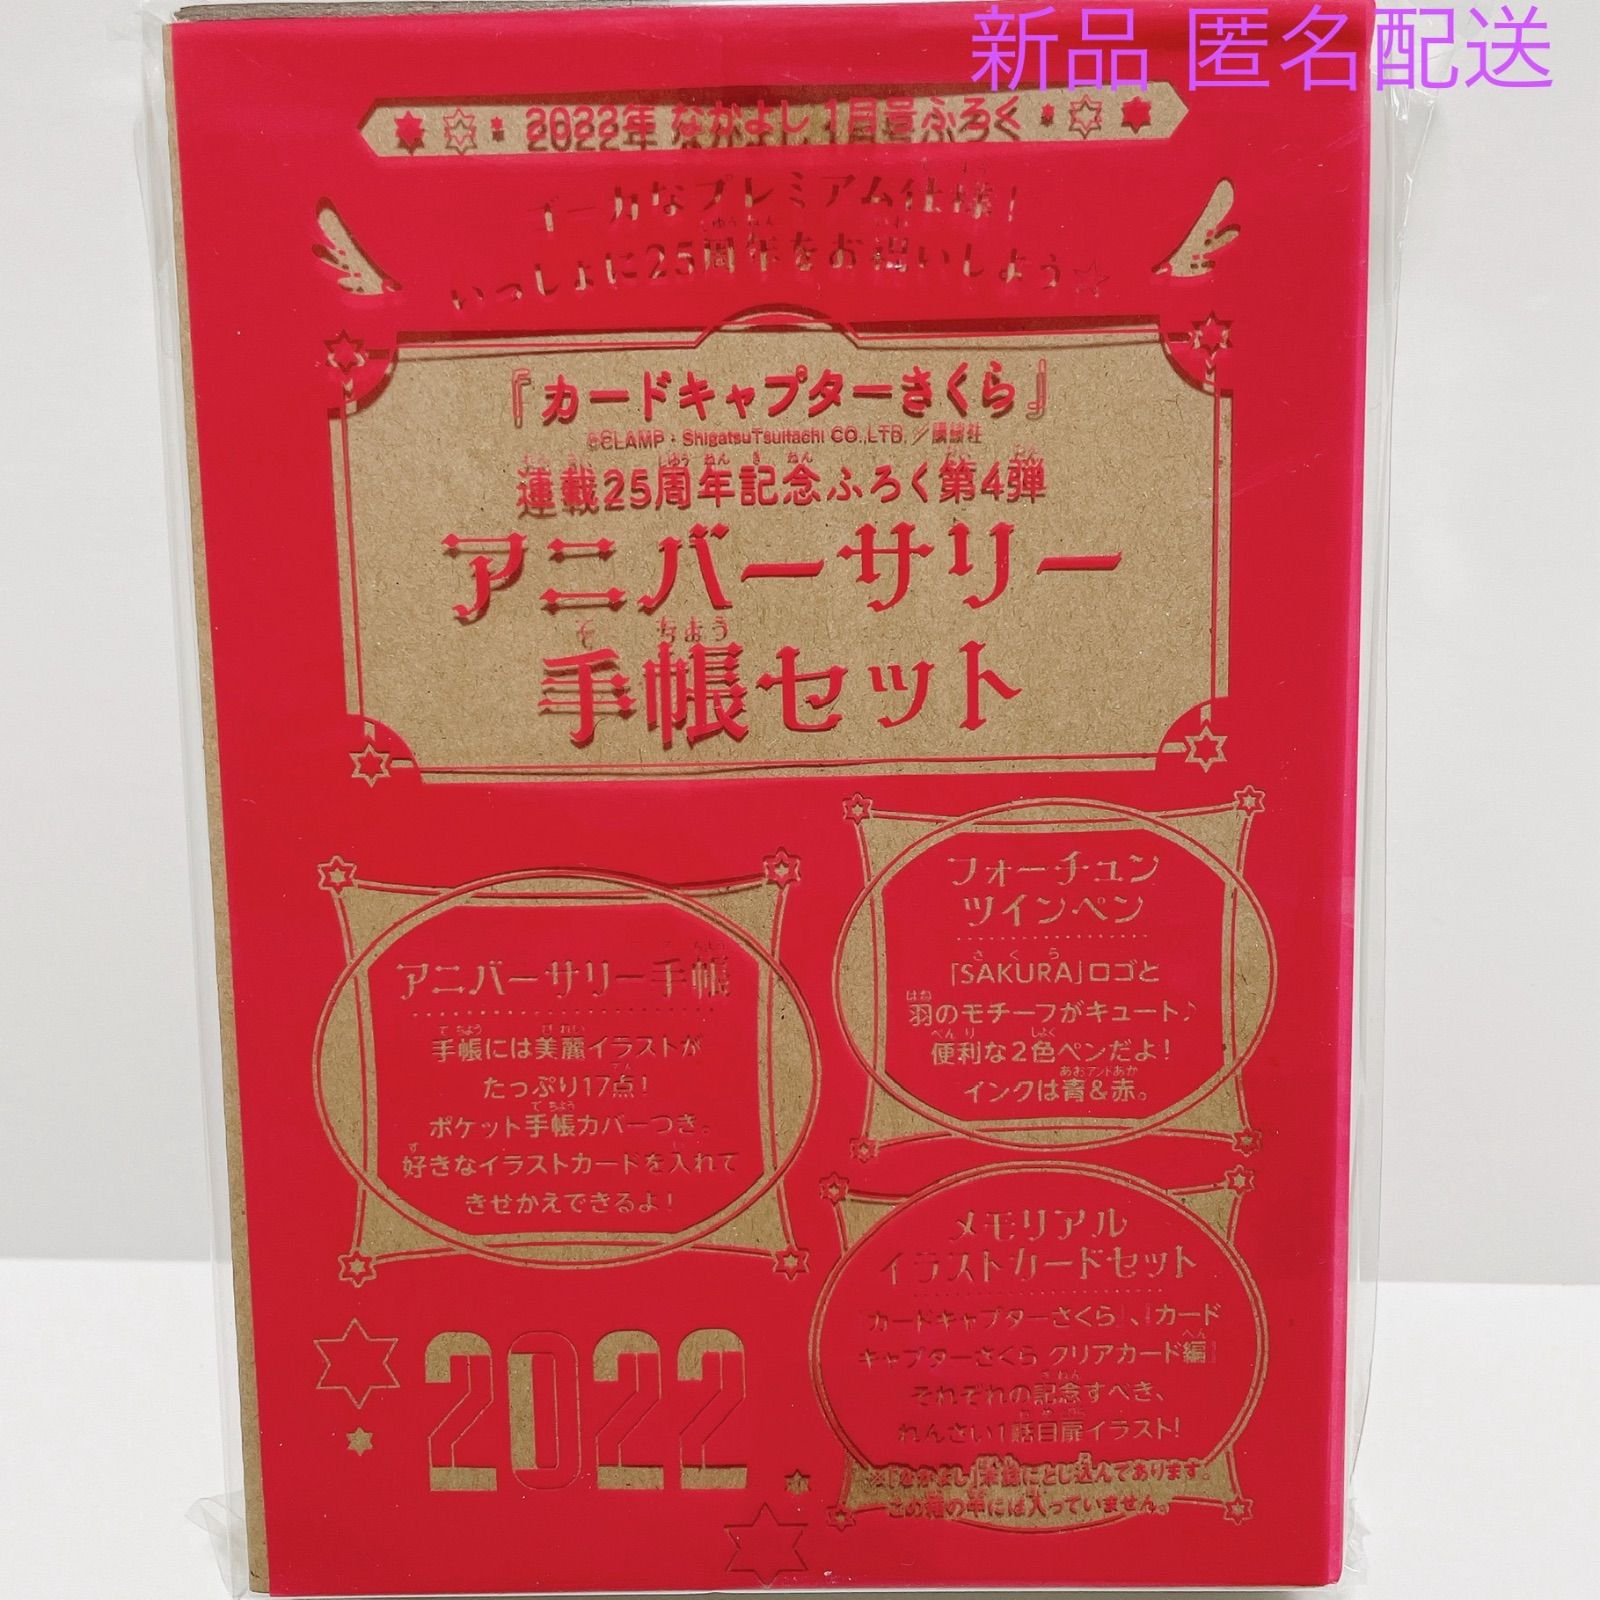 新品 匿名配送
2022年 なかよし 1月号ふろく
ゴーカなプレミアム仕様!
いっしょに25周年をお祝いしよう☆
『カードキャプターさくら』
©CLAMP・ShigatsuTsuitachi CO.,LTD.／講談社
連載25周年記念ふろく第4弾
アニバーサリー
手帳セット
アニバーサリー手帳
手帳には美麗イラストが
たっぷり17点!
ポケット手帳カバーつき。
好きなイラストカードを入れて
きせかえできるよ!
フォーチュン
ツインペン
「SAKURA」ロゴと
羽のモチーフがキュート♪
便利な2色ペンだよ!
インクは青&赤。
メモリアル
イラストカードセット
『カードキャプターさくら』、『カード
キャプターさくら クリアカード編』
それぞれの記念すべき、
れんさい1話目扉イラスト!
※『なかよし』本誌にとじ込んであります。
この箱の中には入っていません。
2022